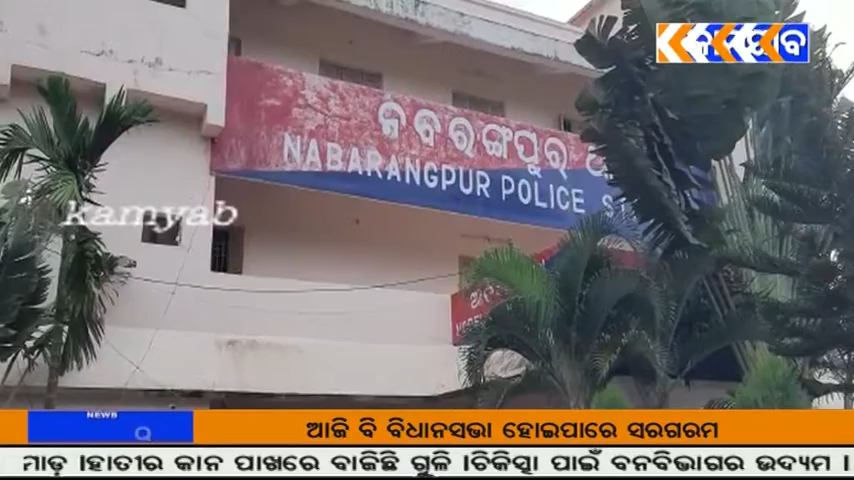 ନବରଙ୍ଗପୁର
NABARANGPUR POLICE
kamyab
NEWS
ଆଜି ବି ବିଧାନସଭା ହୋଇପାରେ ସରଗରମ
ମାଡ଼ ।ହାତୀର କାନ ପାଖରେ ବାଜିଛି ଗୁଳି ।ଚିକିତ୍ସା ପାଇଁ ବନବିଭାଗର ଉଦ୍ୟମ ।